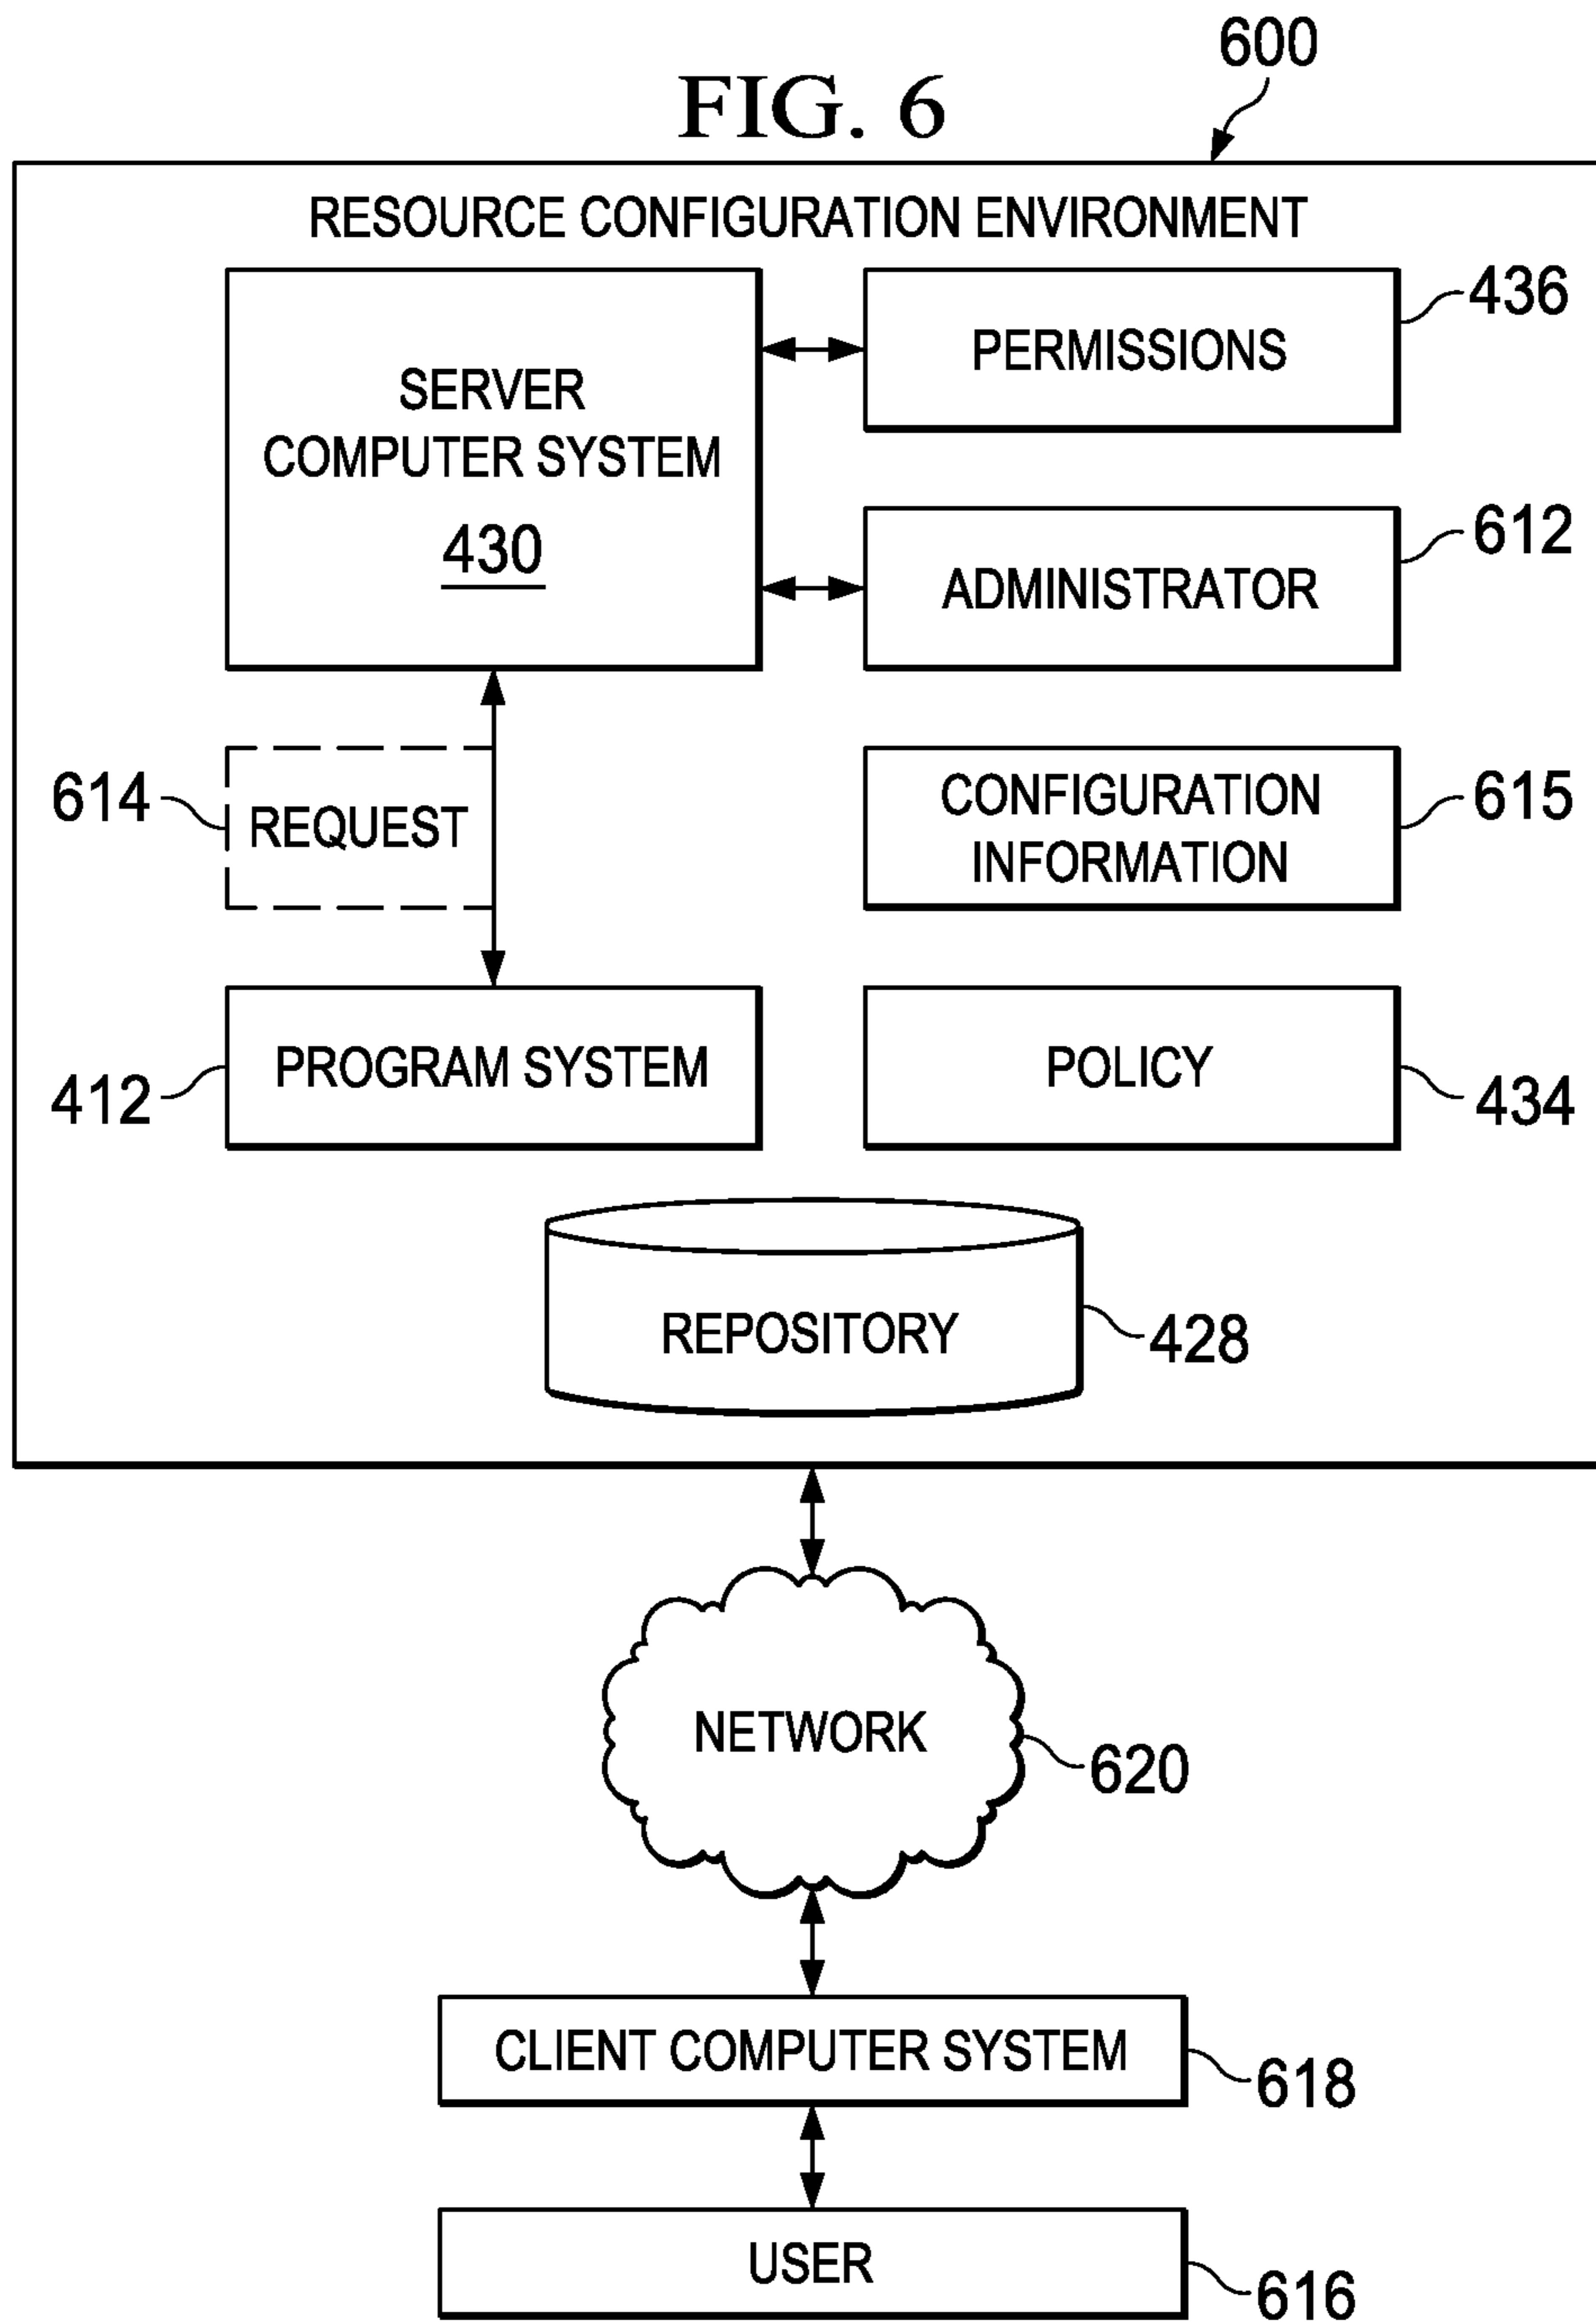 600
FIG. 6
RESOURCE CONFIGURATION ENVIRONMENT
SERVER
COMPUTER SYSTEM
430
PERMISSIONS
436
ADMINISTRATOR
612
614
REQUEST
CONFIGURATION
INFORMATION
615
412
PROGRAM SYSTEM
POLICY
434
REPOSITORY
428
NETWORK
620
CLIENT COMPUTER SYSTEM
618
USER
616